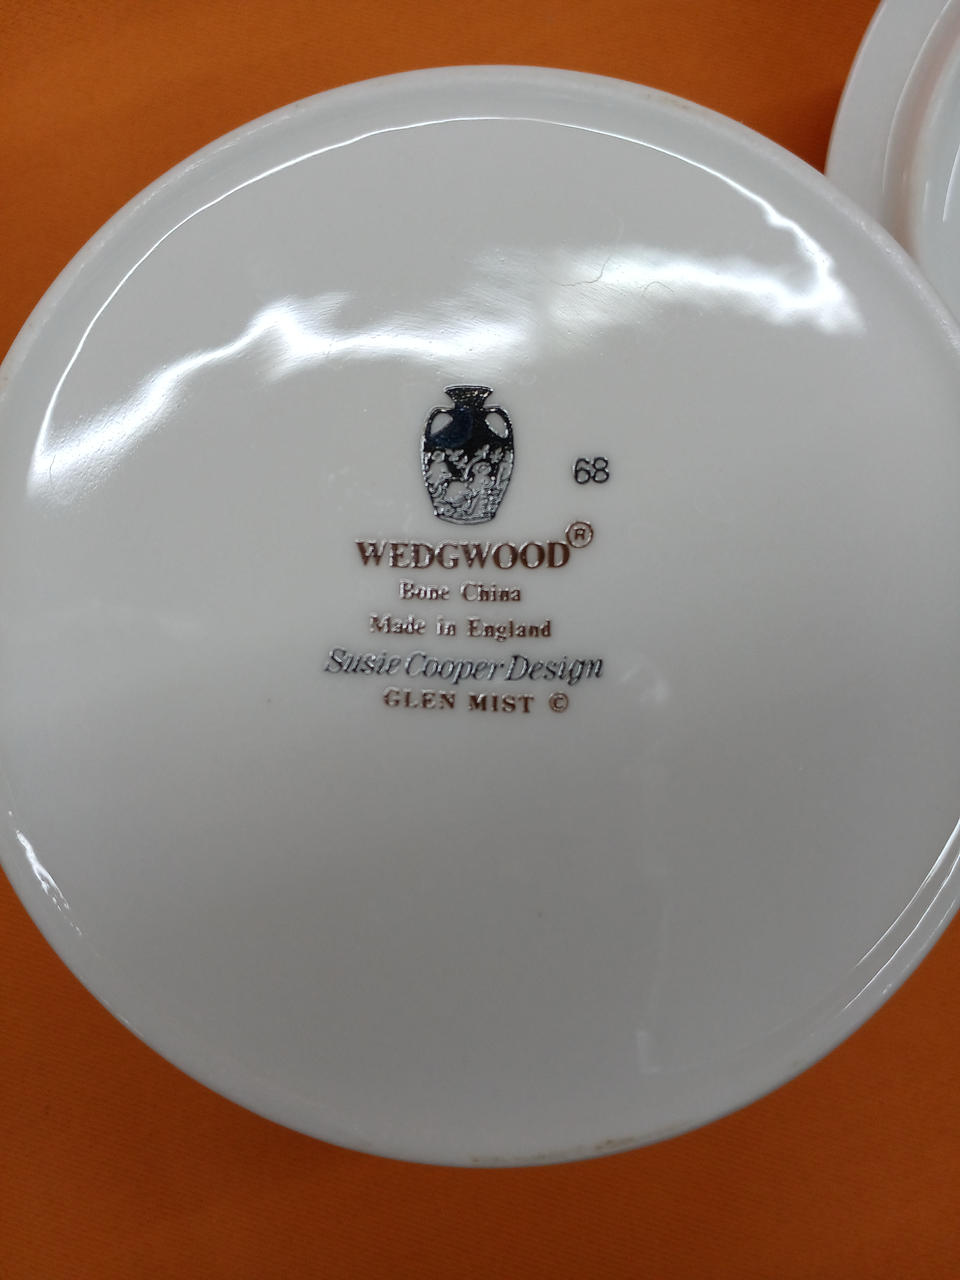 68
WEDGWOOD®
Bone China
Made in England
Susie Cooper Design
GLEN MIST ©